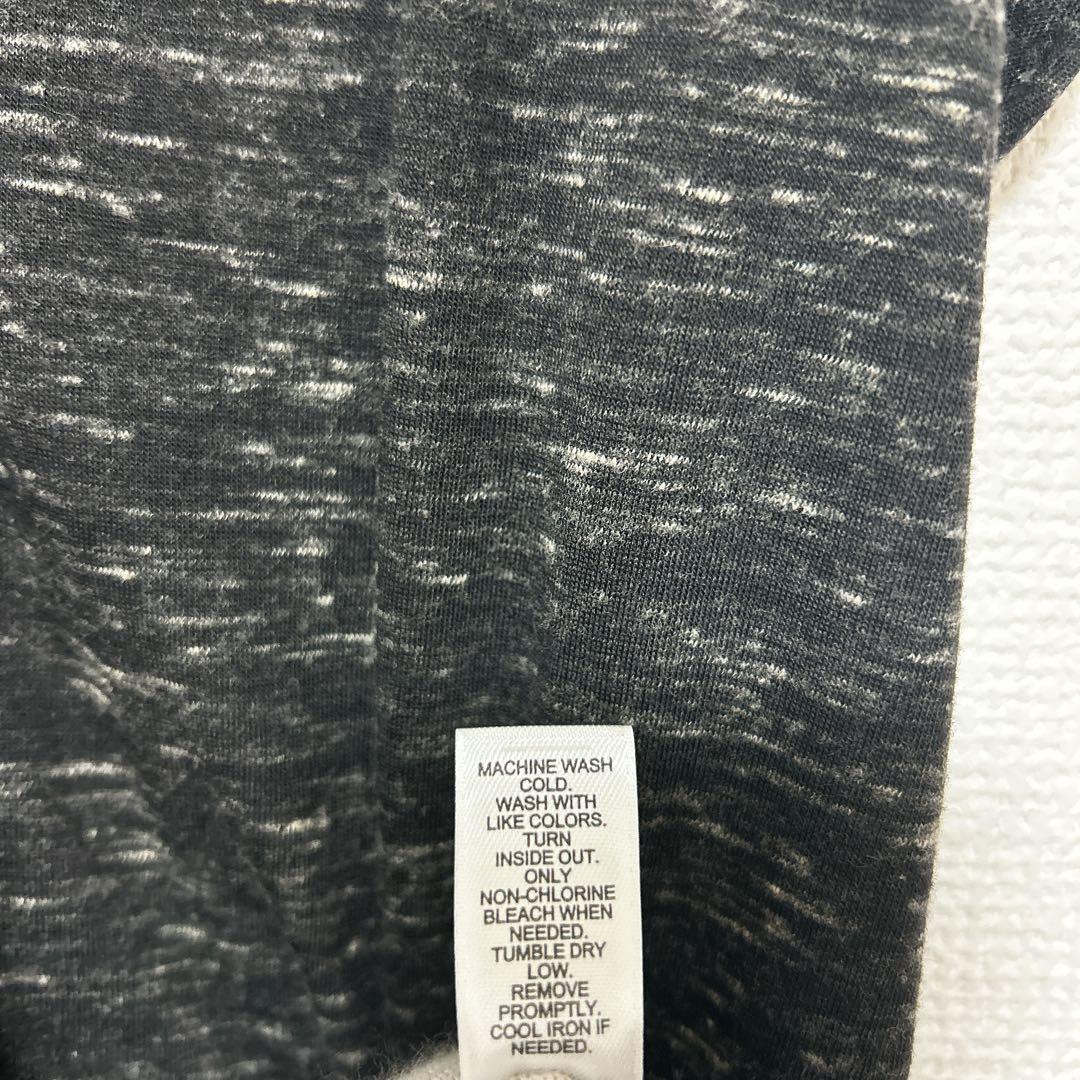 MACHINE WASH
COLD.
WASH WITH
LIKE COLORS.
TURN
INSIDE OUT.
ONLY
NON-CHLORINE
BLEACH WHEN
NEEDED.
TUMBLE DRY
LOW.
REMOVE
PROMPTLY.
COOL IRON IF
NEEDED.